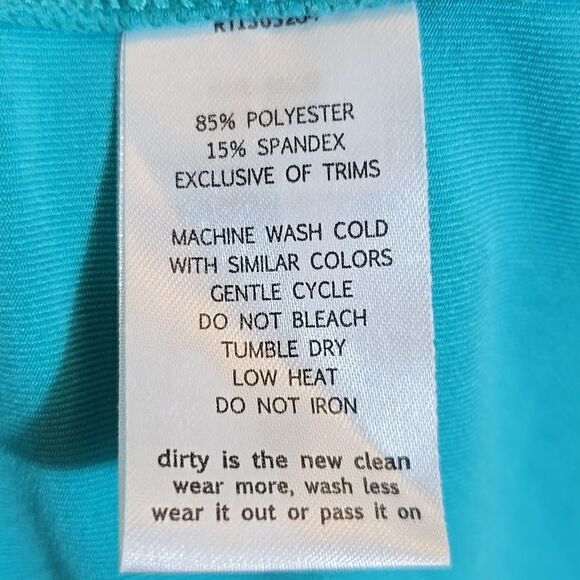 85% POLYESTER
15% SPANDEX
EXCLUSIVE OF TRIMS
MACHINE WASH COLD
WITH SIMILAR COLORS
GENTLE CYCLE
DO NOT BLEACH
TUMBLE DRY
LOW HEAT
DO NOT IRON
dirty is the new clean
wear more, wash less
wear it out or pass it on